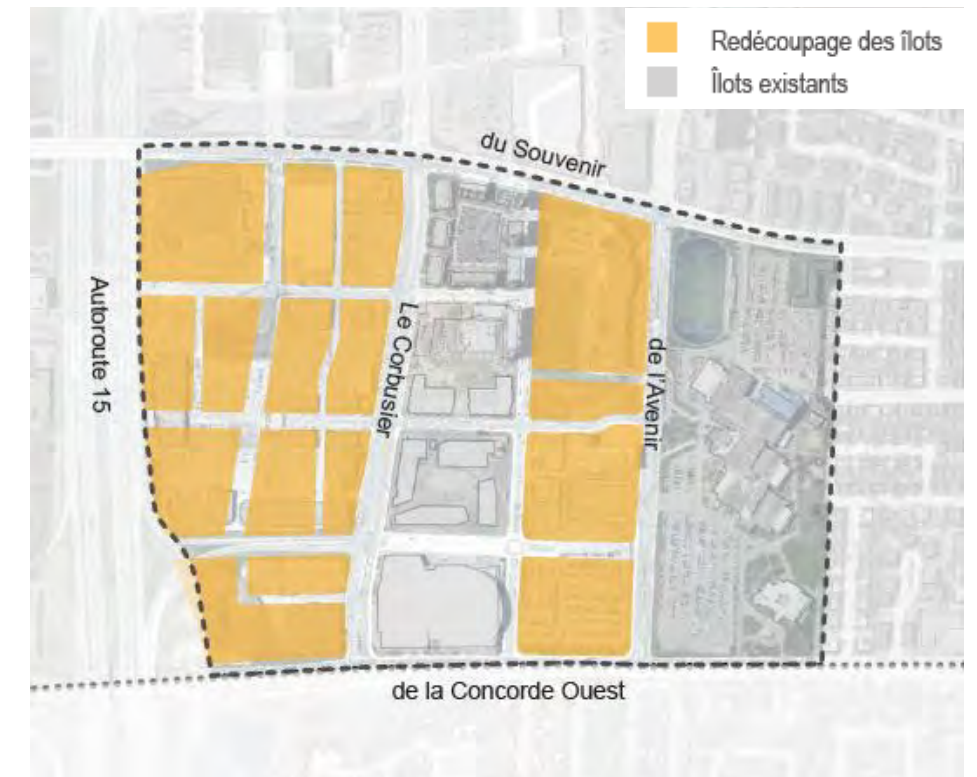 Redécoupage des îlots
Îlots existants
du Souvenir
Autoroute 15
Le Corbusier
de l'Avenir
de la Concorde Ouest